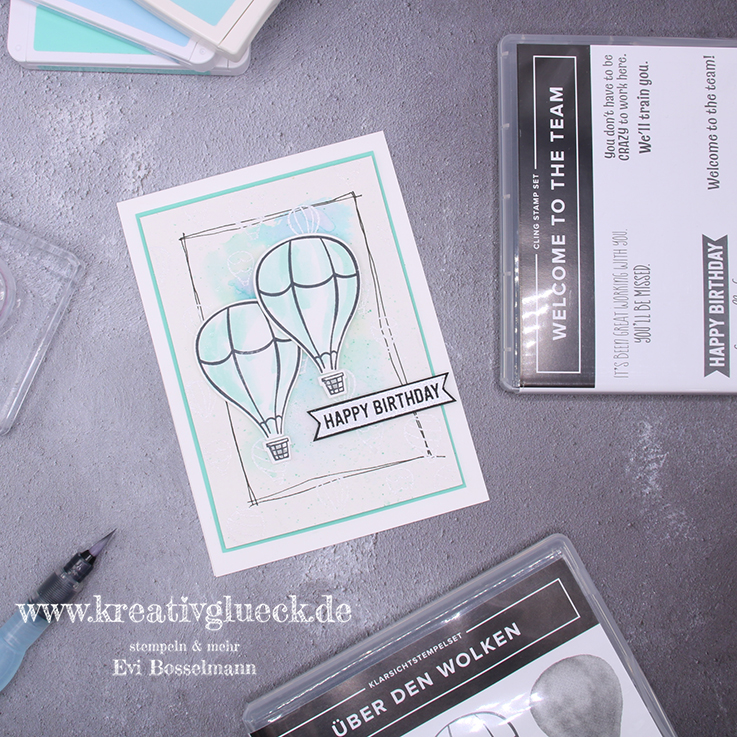 CLING STAMP SET
WELCOME TO THE TEAM
You don't have to be
CRAZY to work here.
We'll train you.
Welcome to the team!
IT'S BEEN GREAT WORKING WITH YOU.
YOU'LL BE MISSED.
HAPPY BIRTHDAY
HAPPY BIRTHDAY
www.kreativglueck.de
stempeln & mehr
Evi Bosselmann
KLARSICHTSTEMPELSET
ÜBER DEN WOLKEN